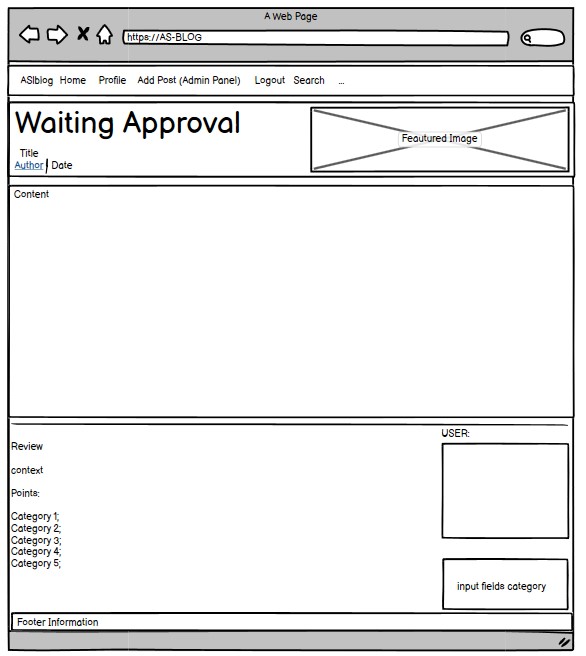 A Web Page
https://AS-BLOG
ASIblog Home Profile Add Post (Admin Panel) Logout Search ...
Waiting Approval
Title
Author | Date
Feautured Image
Content
USER:
Review
context
Points;
Category 1;
Category 2;
Category 3;
Category 4;
Category 5;
input fields category
Footer Information